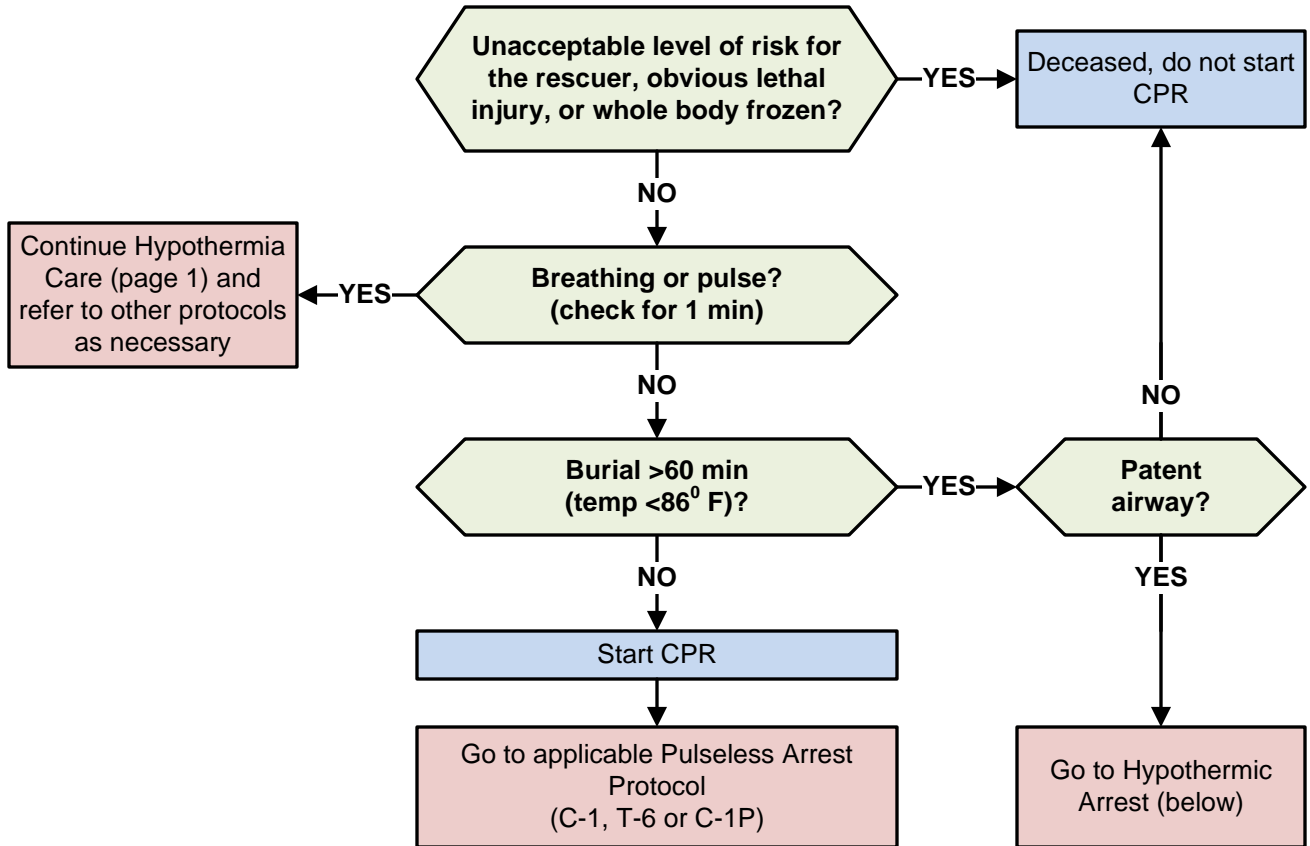 Unacceptable level of risk for
the rescuer, obvious lethal
injury, or whole body frozen?
YES
Deceased, do not start
CPR
NO
Continue Hypothermia
Care (page 1) and
refer to other protocols
as necessary
YES
Breathing or pulse?
(check for 1 min)
NO
NO
Burial >60 min
(temp <86⁰ F)?
YES
Patent
airway?
NO
YES
Start CPR
Go to applicable Pulseless Arrest
Protocol
(C-1, T-6 or C-1P)
Go to Hypothermic
Arrest (below)